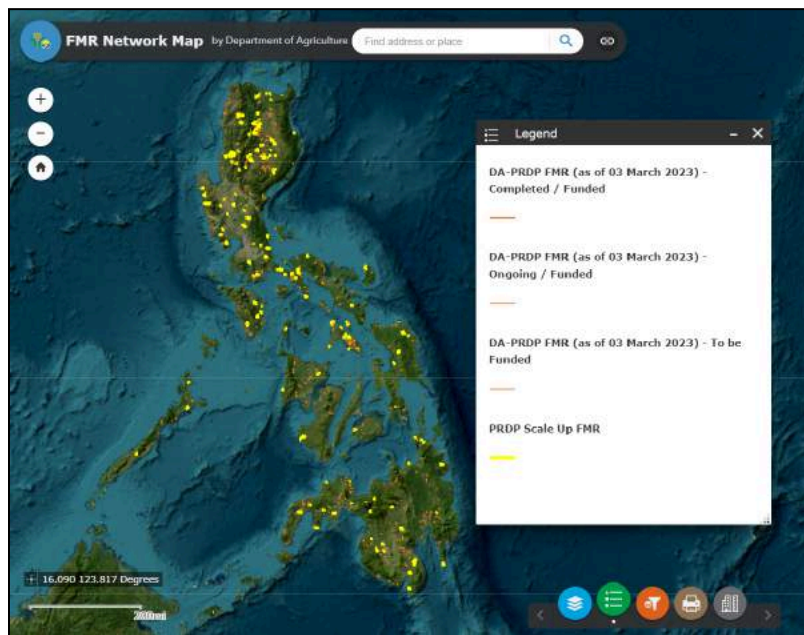 FMR Network Map by Department of Agriculture
Find address or place
Legend
DA-PRDP FMR (as of 03 March 2023) -
Completed / Funded
DA-PRDP FMR (as of 03 March 2023) -
Ongoing / Funded
DA-PRDP FMR (as of 03 March 2023) - To be
Funded
PRDP Scale Up FMR
16.090 123.817 Degrees